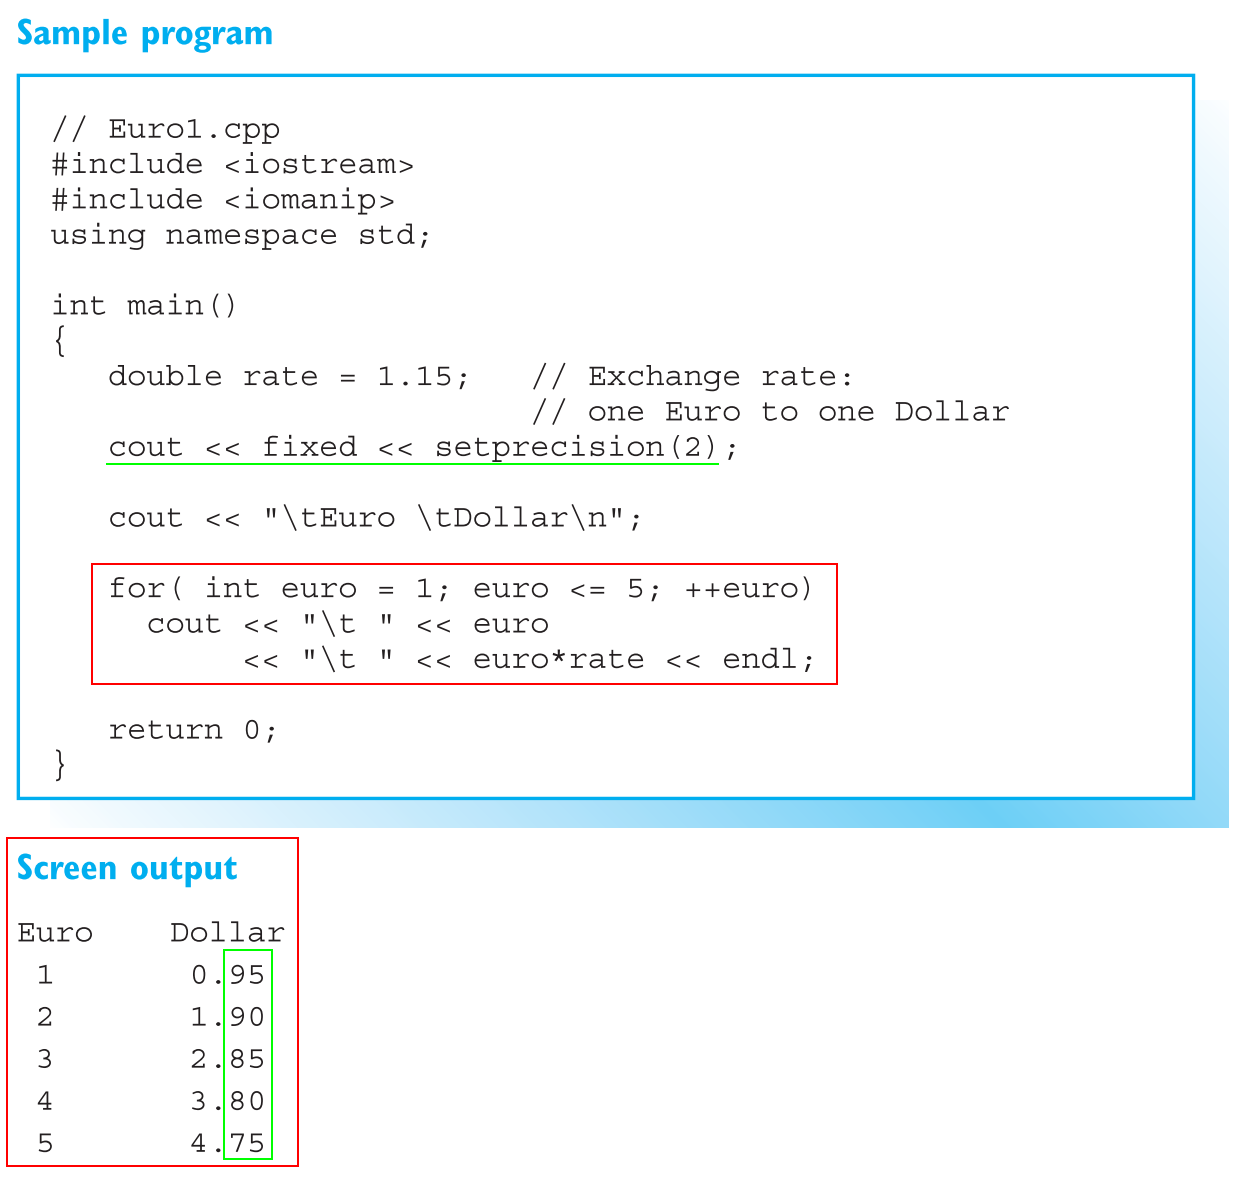 Sample program
// Euro1.cpp
#include <iostream>
#include <iomanip>
using namespace std;
int main()
{
double rate = 1.15; // Exchange rate:
// one Euro to one Dollar
cout << fixed << setprecision(2);
cout << "\tEuro \tDollar\n";
for( int euro = 1; euro <= 5; ++euro)
cout << "\t " << euro
<< "\t " << euro*rate << endl;
return 0;
}
Screen output
Euro Dollar
1 0.95
2 1.90
3 2.85
4 3.80
5 4.75